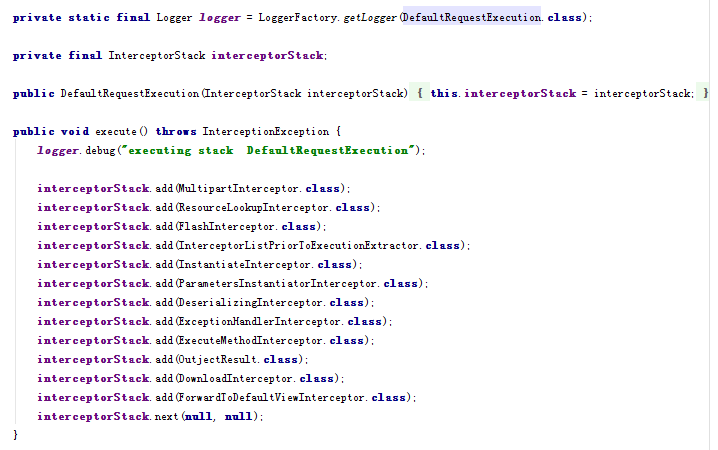 private static final Logger logger = LoggerFactory.getLogger(DefaultRequestExecution.class);
private final InterceptorStack interceptorStack;
public DefaultRequestExecution(InterceptorStack interceptorStack) { this.interceptorStack = interceptorStack; }
public void execute() throws InterceptionException {
logger.debug("executing stack  DefaultRequestExecution");
interceptorStack.add(MultipartInterceptor.class);
interceptorStack.add(ResourceLookupInterceptor.class);
interceptorStack.add(FlashInterceptor.class);
interceptorStack.add(InterceptorListPriorToExecutionExtractor.class);
interceptorStack.add(InstantiateInterceptor.class);
interceptorStack.add(ParametersInstantiatorInterceptor.class);
interceptorStack.add(DeserializingInterceptor.class);
interceptorStack.add(ExceptionHandlerInterceptor.class);
interceptorStack.add(ExecuteMethodInterceptor.class);
interceptorStack.add(OutjectResult.class);
interceptorStack.add(DownloadInterceptor.class);
interceptorStack.add(ForwardToDefaultViewInterceptor.class);
interceptorStack.next(null, null);
}